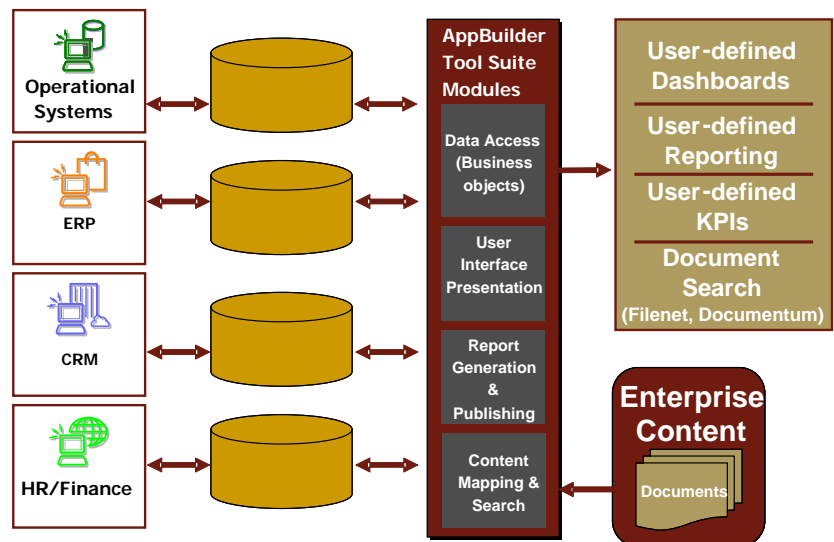 Operational
Systems
ERP
CRM
HR/Finance
AppBuilder
Tool Suite
Modules
Data Access
(Business
objects)
User
Interface
Presentation
Report
Generation
&
Publishing
Content
Mapping &
Search
User-defined
Dashboards
User-defined
Reporting
User-defined
KPIs
Document
Search
(Filenet, Documentum)
Enterprise
Content
Documents